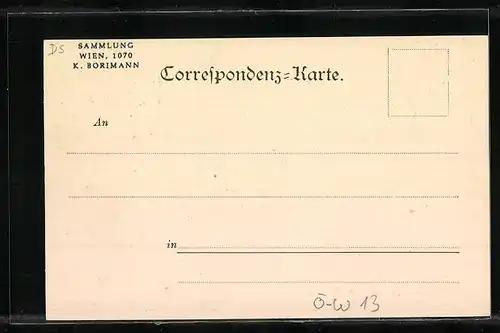 DS
SAMMLUNG
WIEN, 1070
K. BORIMANN
Correſpondenz=Karte.
An
in
Ö-W 13